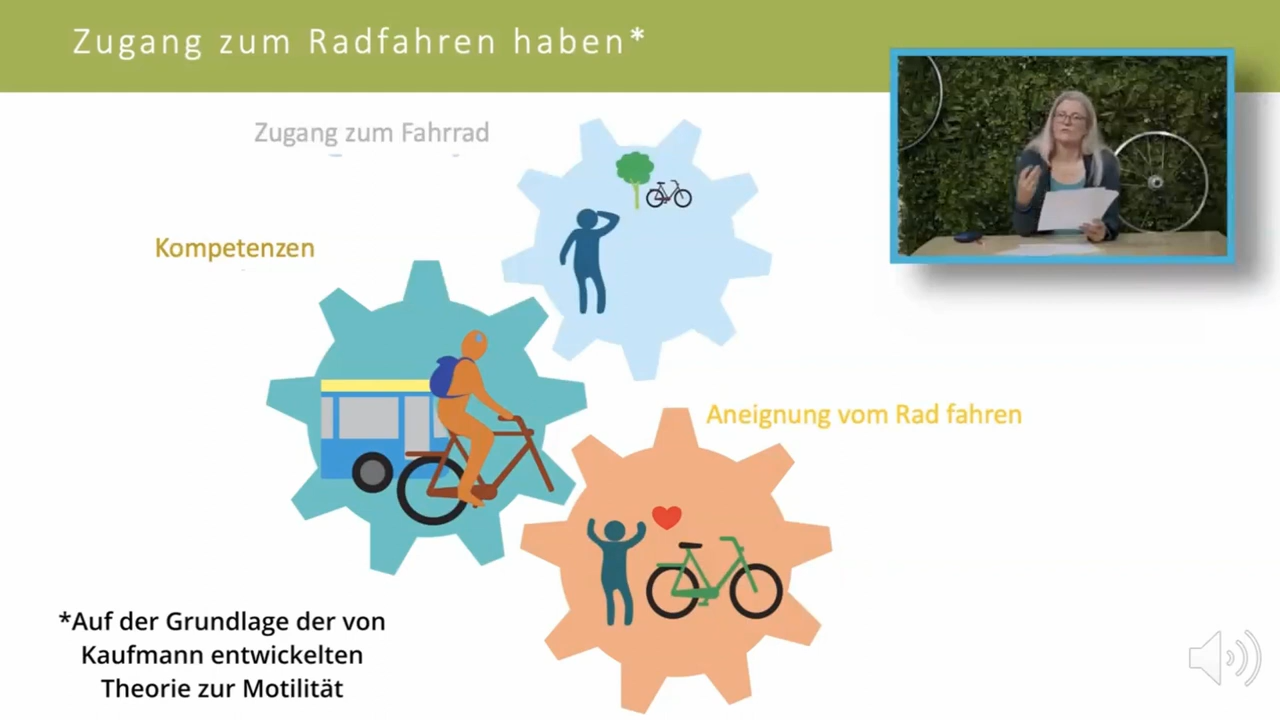 Zugang zum Radfahren haben*
Zugang zum Fahrrad
Kompetenzen
Aneignung vom Rad fahren
*Auf der Grundlage der von
Kaufmann entwickelten
Theorie zur Motilität